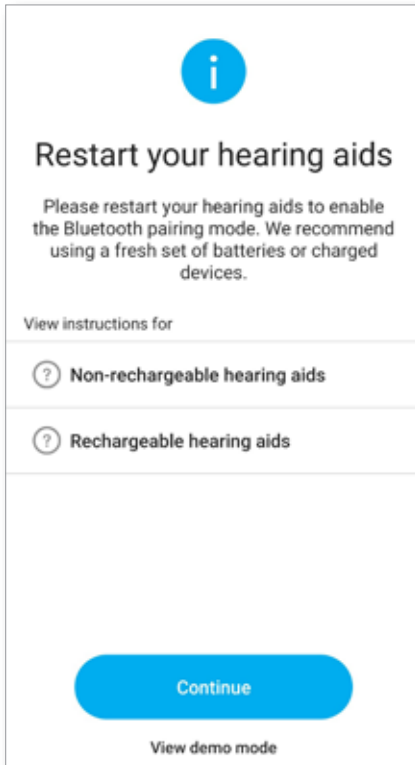 i
Restart your hearing aids
Please restart your hearing aids to enable
the Bluetooth pairing mode. We recommend
using a fresh set of batteries or charged
devices.
View instructions for
? Non-rechargeable hearing aids
? Rechargeable hearing aids
Continue
View demo mode